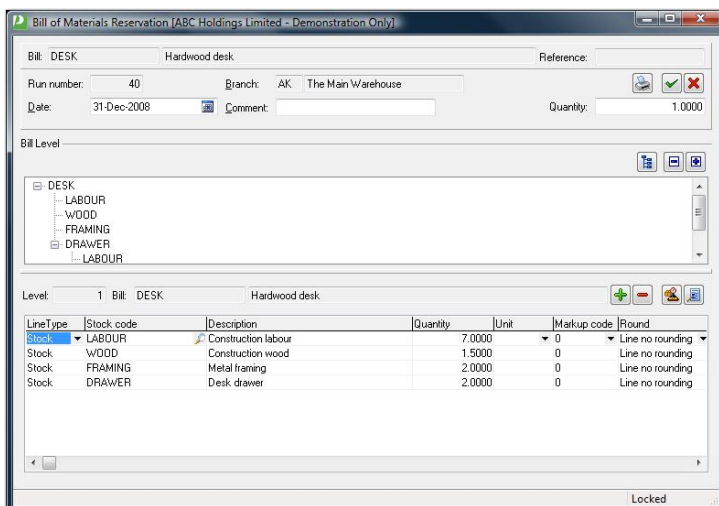 Bill of Materials Reservation [ABC Holdings Limited - Demonstration Only]
Bill: DESK Hardwood desk Reference:
Run number: 40 Branch: AK The Main Warehouse
Date: 31-Dec-2008 Comment: Quantity: 1.0000
Bill Level
DESK
LABOUR
WOOD
FRAMING
DRAWER
LABOUR
Level: 1 Bill: DESK Hardwood desk
LineType Stock code Description Quantity Unit Markup code Round
Stock LABOUR Construction labour 7.0000 0 Line no rounding
Stock WOOD Construction wood 1.5000 0 Line no rounding
Stock FRAMING Metal framing 2.0000 0 Line no rounding
Stock DRAWER Desk drawer 2.0000 0 Line no rounding
Locked